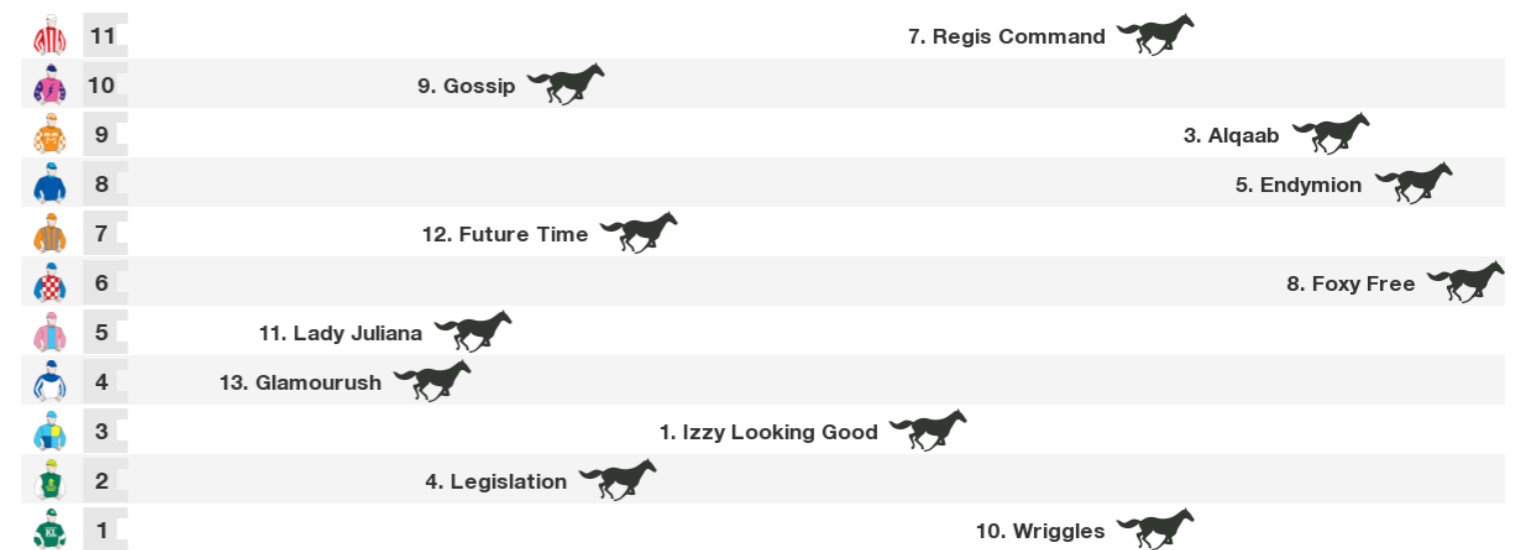 11 7. Regis Command
10 9. Gossip
9 3. Alqaab
8 5. Endymion
7 12. Future Time
6 8. Foxy Free
5 11. Lady Juliana
4 13. Glamourush
3 1. Izzy Looking Good
2 4. Legislation
1 10. Wriggles